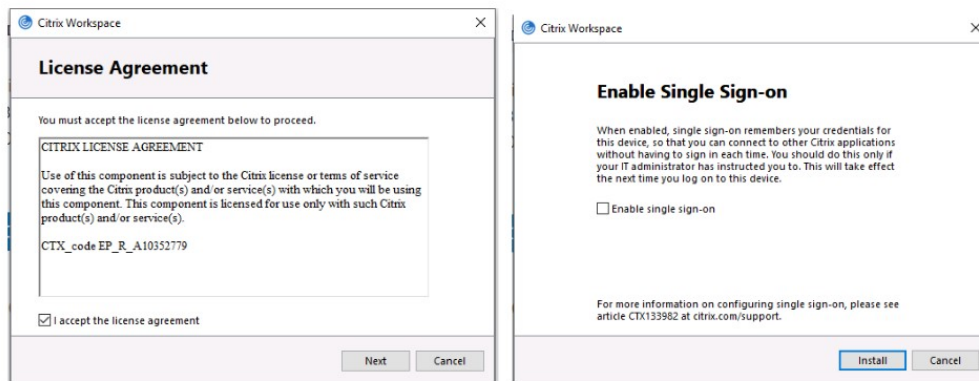 Citrix Workspace
License Agreement
You must accept the license agreement below to proceed.
CITRIX LICENSE AGREEMENT
Use of this component is subject to the Citrix license or terms of service
covering the Citrix product(s) and/or service(s) with which you will be using
this component. This component is licensed for use only with such Citrix
product(s) and/or service(s).
CTX_code EP_R_A10352779
I accept the license agreement
Next
Cancel
Citrix Workspace
Enable Single Sign-on
When enabled, single sign-on remembers your credentials for
this device, so that you can connect to other Citrix applications
without having to sign in each time. You should do this only if
your IT administrator has instructed you to. This will take effect
the next time you log on to this device.
Enable single sign-on
For more information on configuring single sign-on, please see
article CTX133982 at citrix.com/support.
Install
Cancel